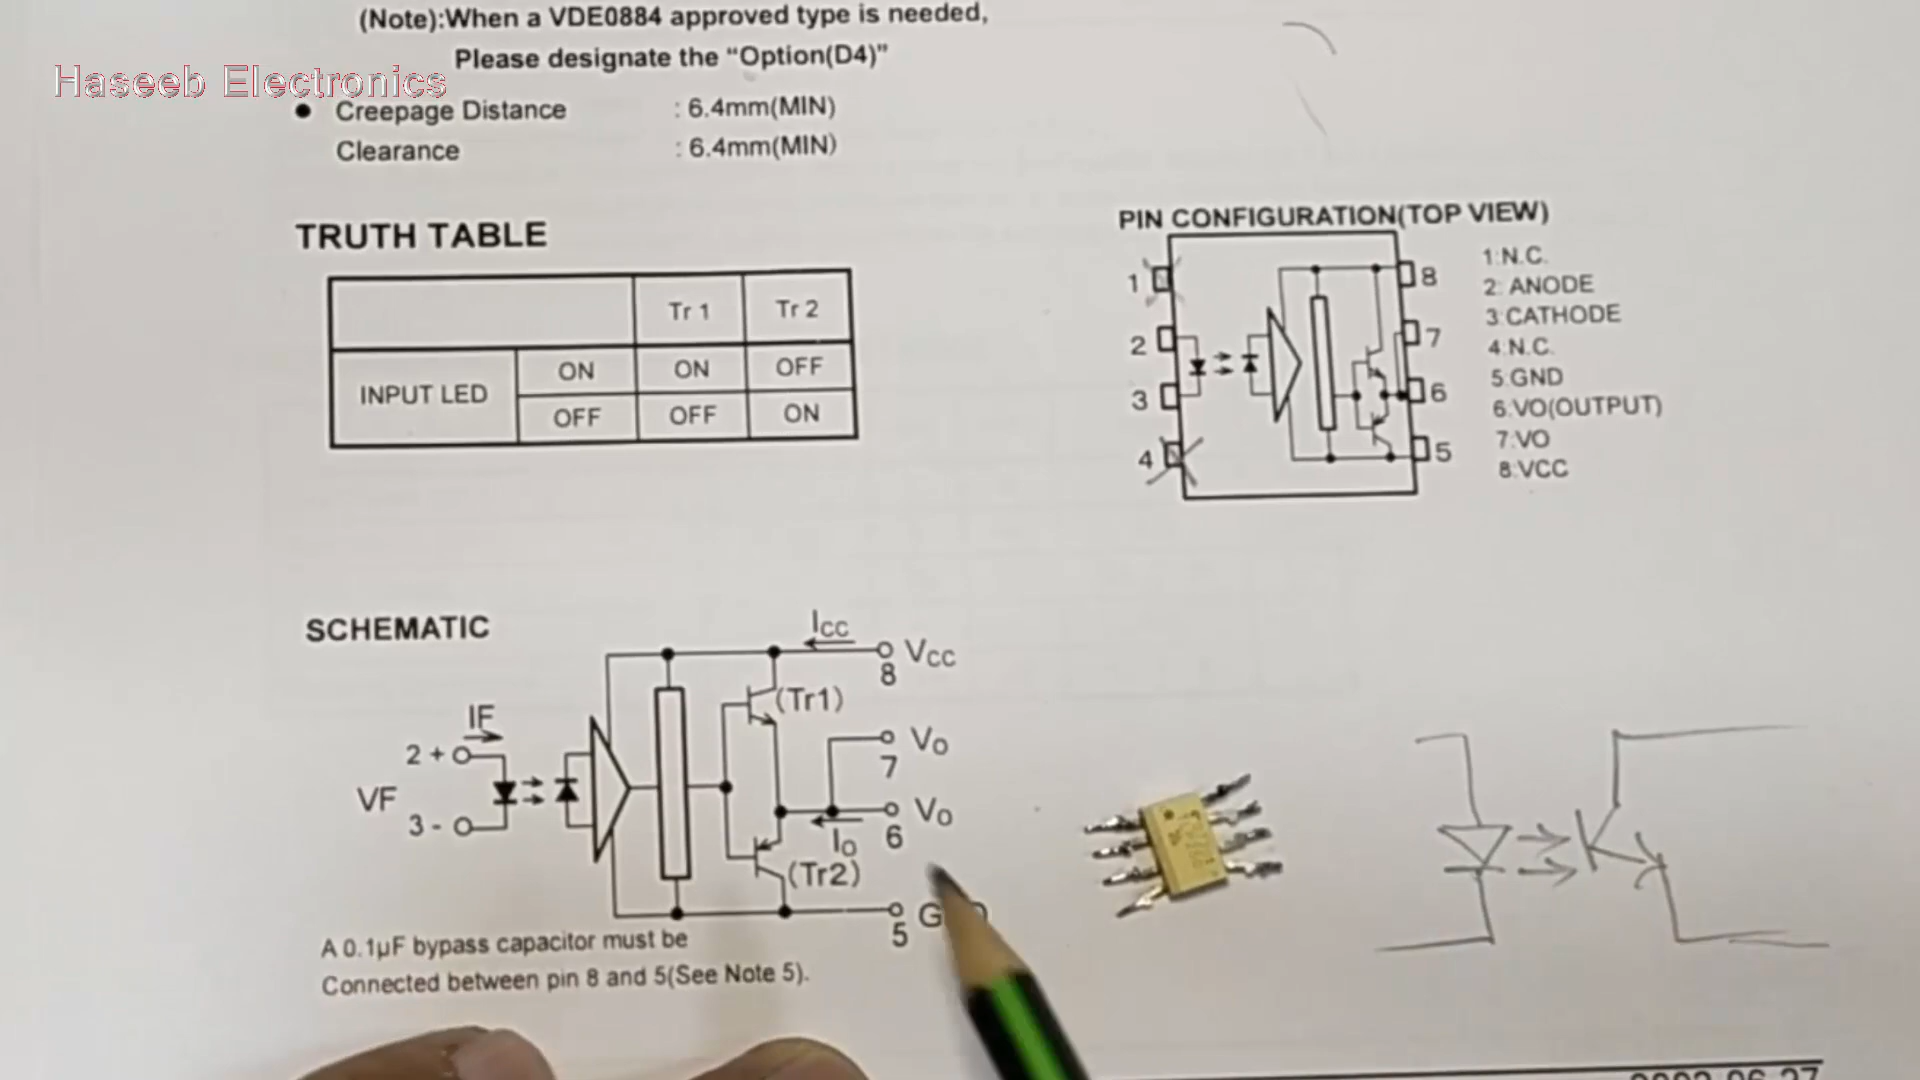 (Note):When a VDE0884 approved type is needed,
Please designate the “Option(D4)”
Haseeb Electronics
● Creepage Distance : 6.4mm(MIN)
Clearance : 6.4mm(MIN)
TRUTH TABLE
Tr 1 Tr 2
INPUT LED
ON ON OFF
OFF OFF ON
PIN CONFIGURATION(TOP VIEW)
1
2
3
4
8
7
6
5
1:N.C.
2: ANODE
3:CATHODE
4:N.C.
5:GND
6:VO(OUTPUT)
7:VO
8:VCC
SCHEMATIC
ICC
VCC
8
(Tr1)
IF
2 +
VF
3 -
VO
7
VO
6
IO
(Tr2)
5
A 0.1μF bypass capacitor must be
Connected between pin 8 and 5(See Note 5).